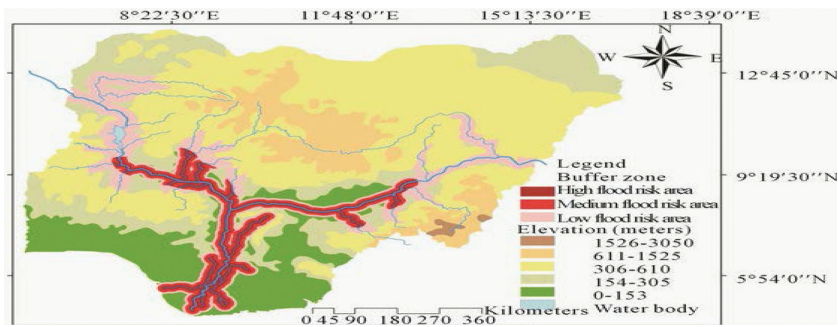 8°22'30"E 11°48'0"E 15°13'30"E 18°39'0"E
N
W E
S
12°45'0"N
Legend
Buffer zone
9°19'30"N
High flood risk area
Medium flood risk area
Low flood risk area
Elevation (meters)
1526-3050
611-1525
306-610
154-305
5°54'0"N
0-153
Kilometers Water body
0 45 90 180 270 360